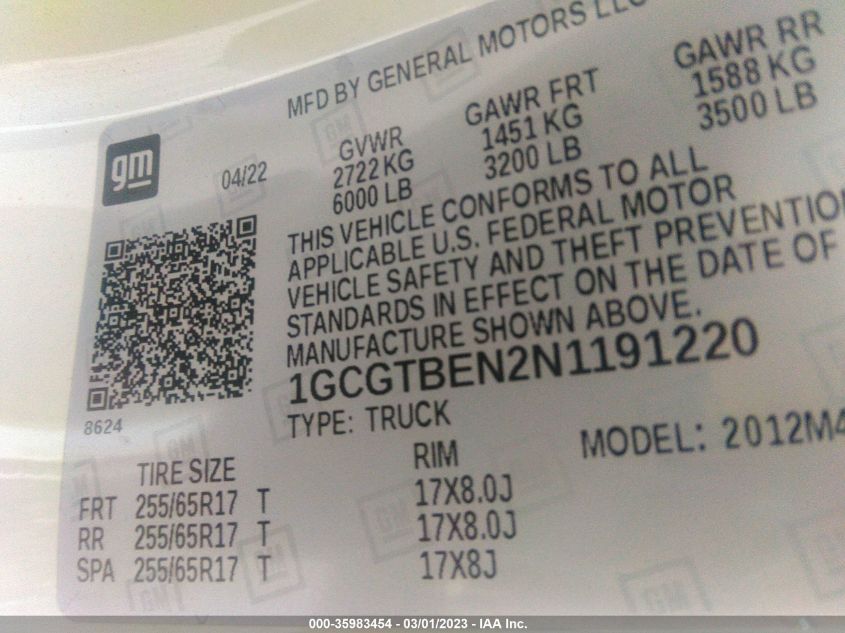 MFD BY GENERAL MOTORS LLC
gm
04/22
GVWR GAWR FRT GAWR RR
2722 KG 1451 KG 1588 KG
6000 LB 3200 LB 3500 LB
THIS VEHICLE CONFORMS TO ALL
APPLICABLE U.S. FEDERAL MOTOR
VEHICLE SAFETY AND THEFT PREVENTION
STANDARDS IN EFFECT ON THE DATE OF
MANUFACTURE SHOWN ABOVE.
1GCGTBEN2N1191220
8624
TYPE: TRUCK
MODEL: 2012M4
TIRE SIZE RIM
FRT 255/65R17 T 17X8.0J
RR 255/65R17 T 17X8.0J
SPA 255/65R17 T 17X8J
000-35983454 - 03/01/2023 - IAA Inc.